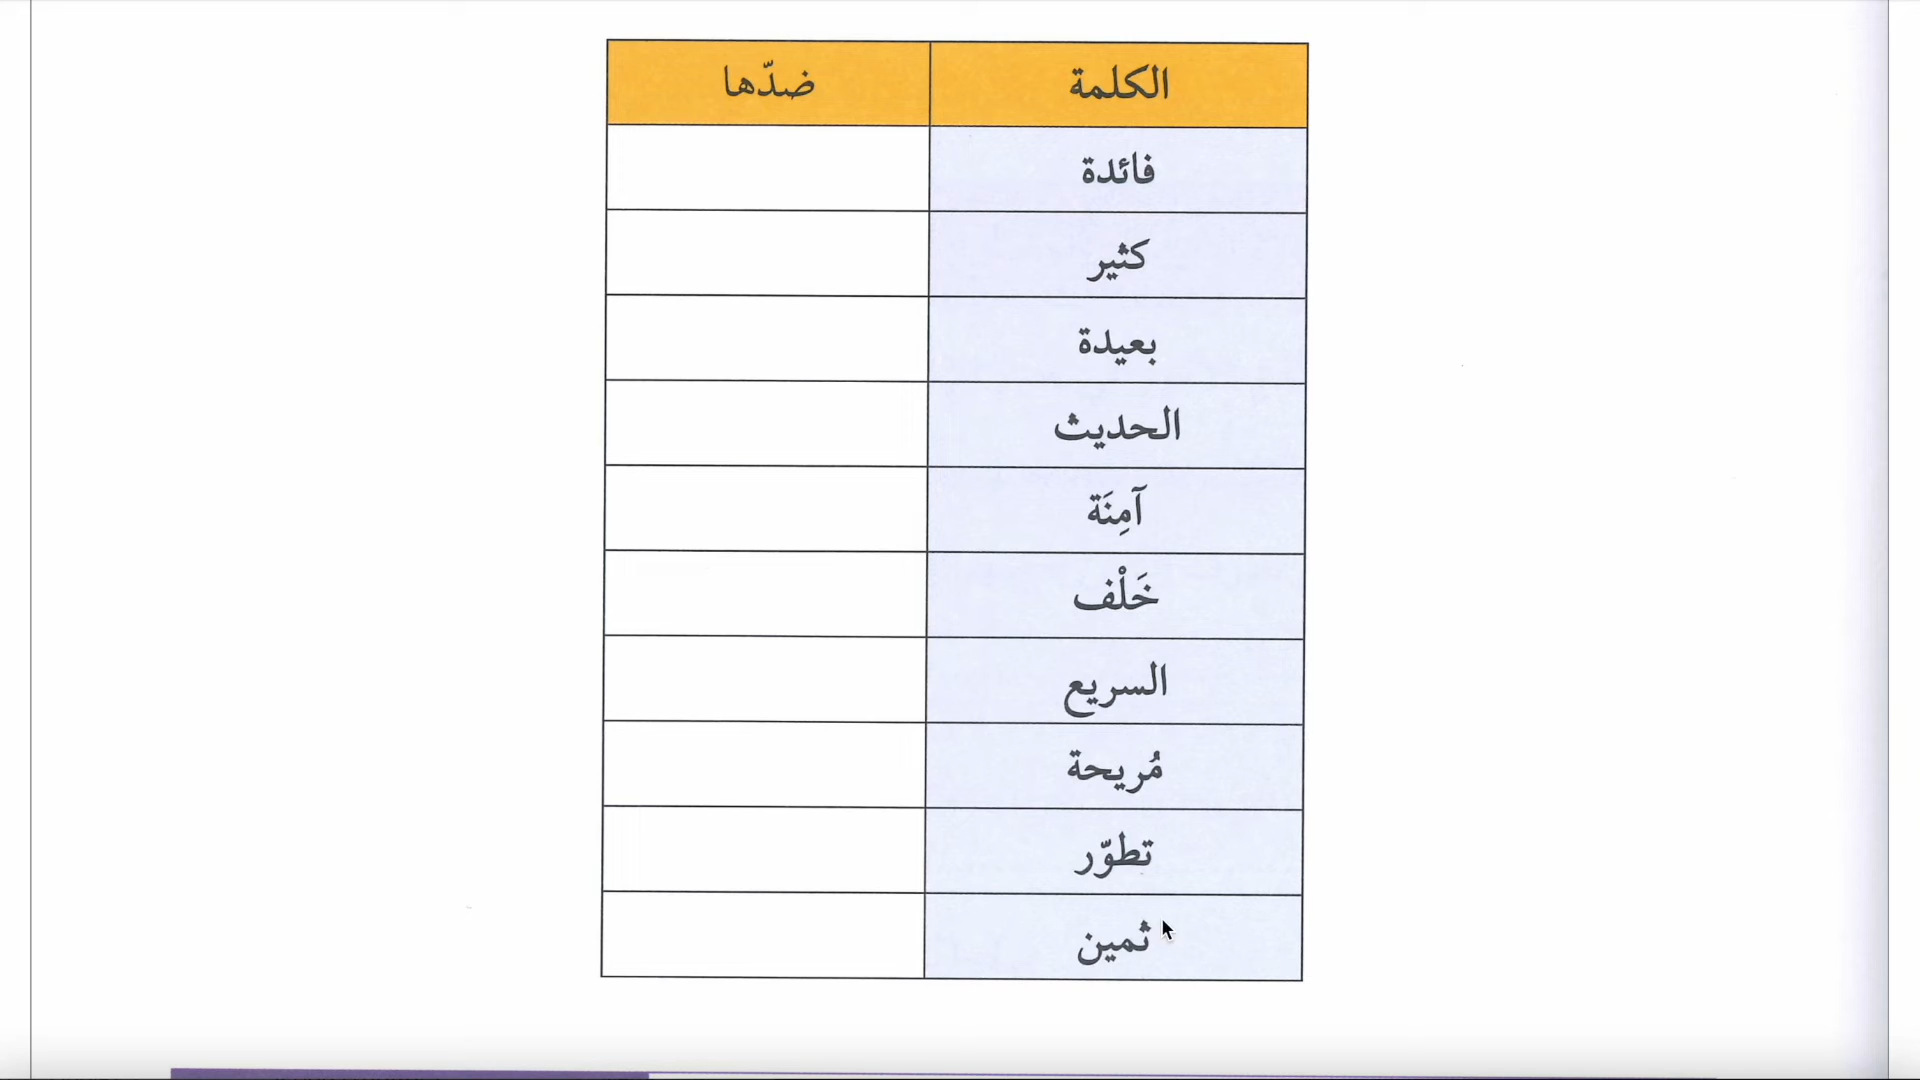 الكلمة ضدّها
فائدة
كثير
بعيدة
الحديث
آمِنَة
خَلْف
السريع
مُريحة
تطوّر
ثمين